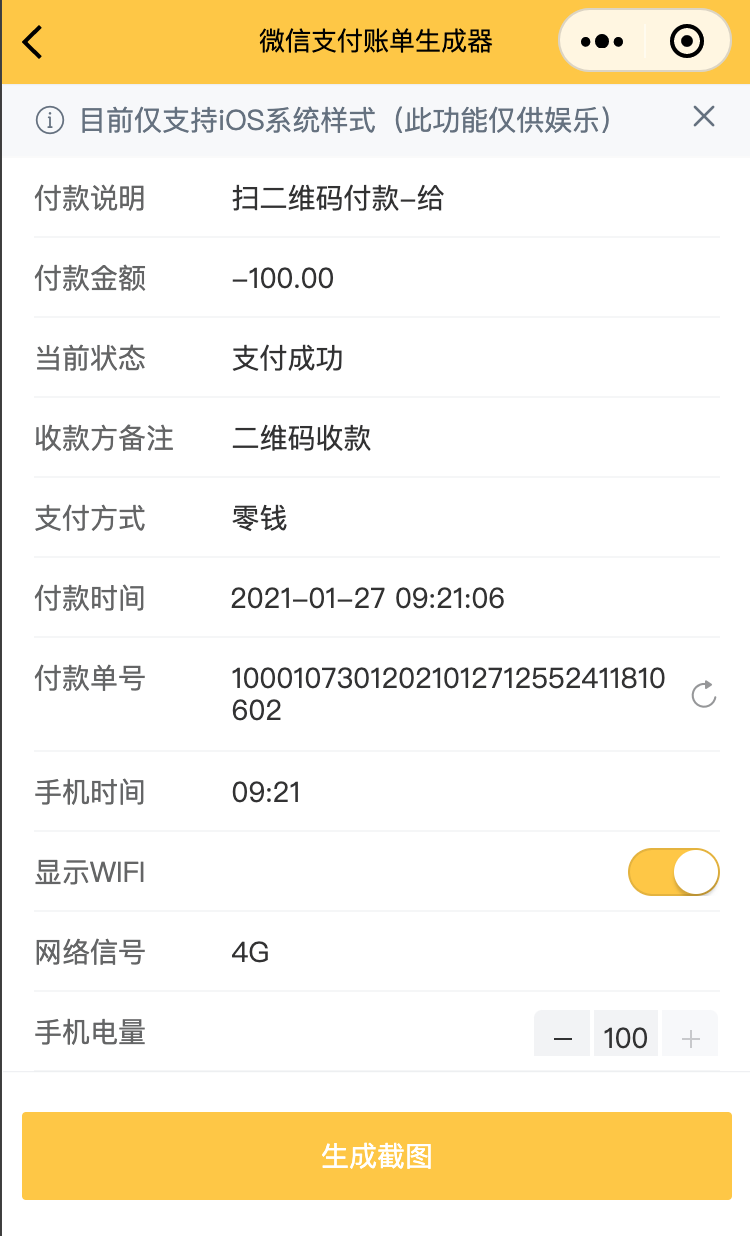 微信支付账单生成器
目前仅支持iOS系统样式（此功能仅供娱乐）
付款说明 扫二维码付款-给
付款金额 -100.00
当前状态 支付成功
收款方备注 二维码收款
支付方式 零钱
付款时间 2021-01-27 09:21:06
付款单号 10001073012021012712552411810
602
手机时间 09:21
显示WIFI
网络信号 4G
手机电量 － 100 +
生成截图